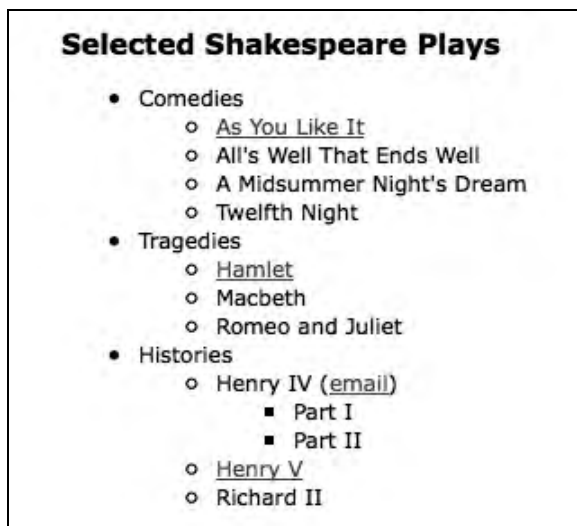 Selected Shakespeare Plays
Comedies
As You Like It
All's Well That Ends Well
A Midsummer Night's Dream
Twelfth Night
Tragedies
Hamlet
Macbeth
Romeo and Juliet
Histories
Henry IV (email)
Part I
Part II
Henry V
Richard II